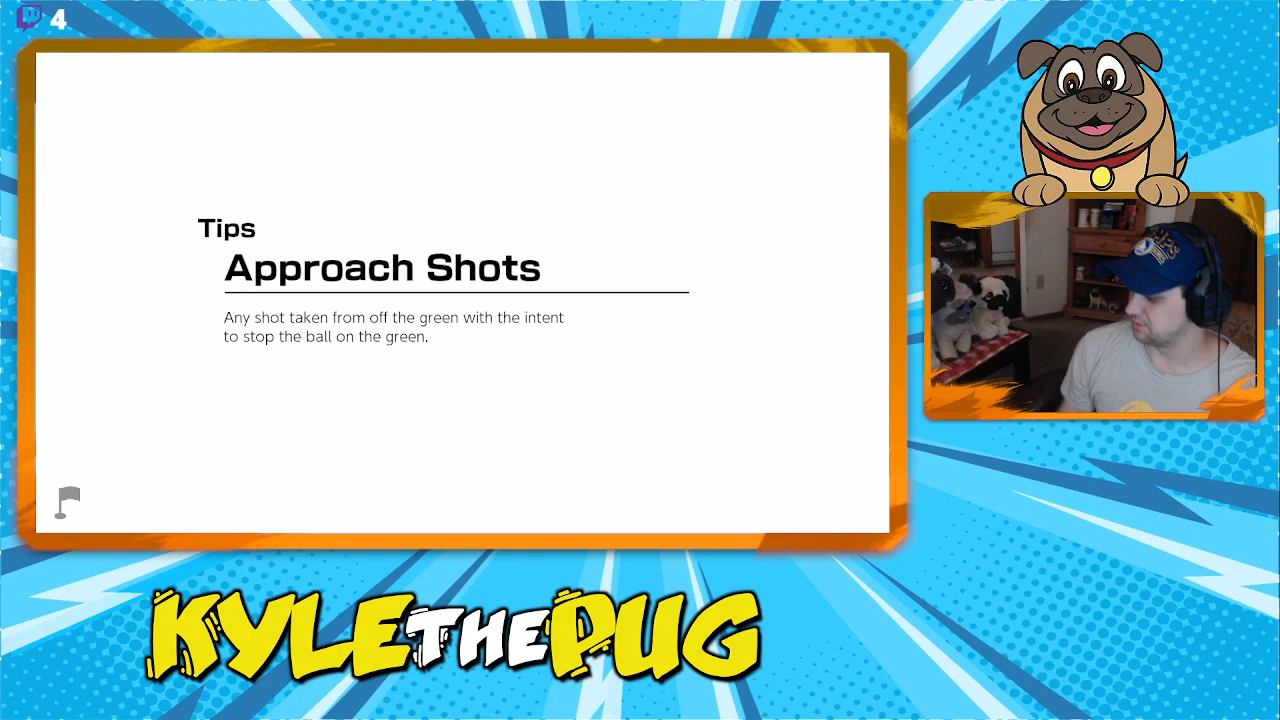 4
Tips
Approach Shots
Any shot taken from off the green with the intent
to stop the ball on the green.
KYLETHEPUG